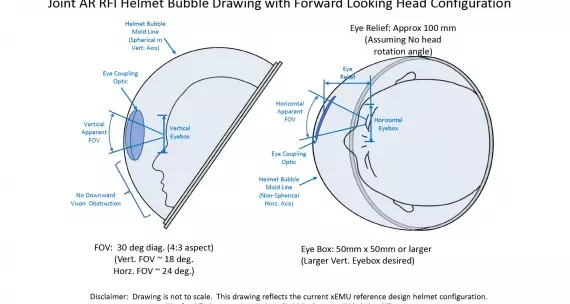 Joint AR RFI Helmet Bubble Drawing with Forward Looking Head Configuration
Helmet Bubble
Mold Line
(Spherical in
Vert. Axis)
Eye Coupling
Optic
Vertical
Apparent
FOV
Vertical
Eyebox
No Downward
Vison Obstruction
FOV: 30 deg diag. (4:3 aspect)
(Vert. FOV ~ 18 deg.
Horz. FOV ~ 24 deg.)
Eye Relief: Approx 100 mm
(Assuming No head
rotation angle)
Eye
Relief
Horizontal
Apparent
FOV
Horizontal
Eyebox
Eye Coupling
Optic
Helmet Bubble
Mold Line
(Non-Spherical
Horz. Axis)
Eye Box: 50mm x 50mm or larger
(Larger Vert. Eyebox desired)
Disclaimer: Drawing is not to scale. This drawing reflects the current xEMU reference design helmet configuration.